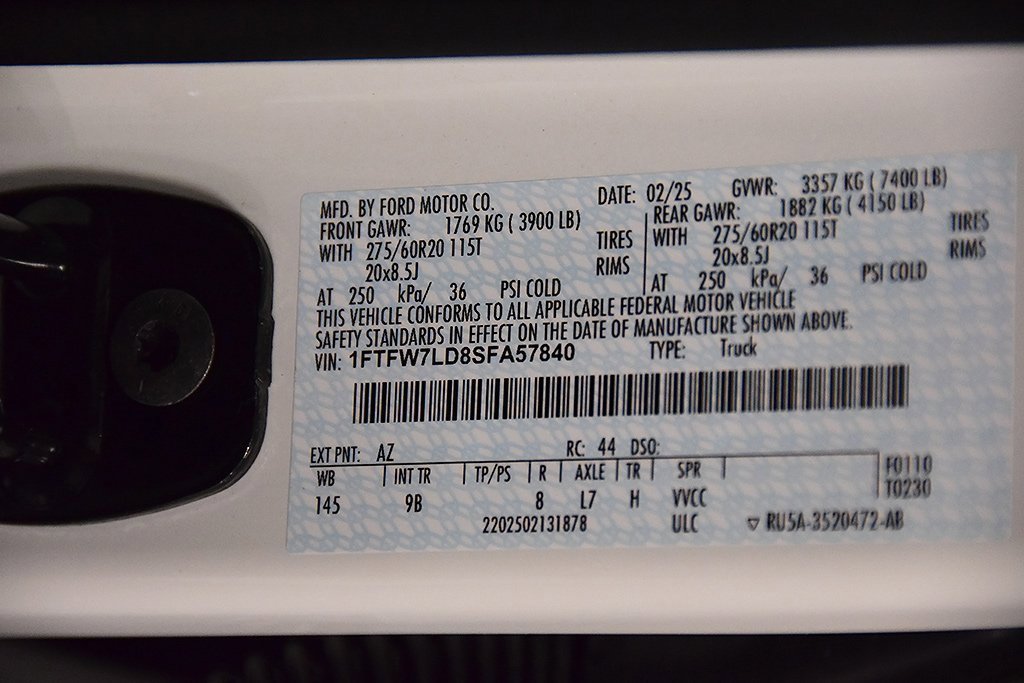 MFD. BY FORD MOTOR CO. DATE: 02/25 GVWR: 3357 KG ( 7400 LB)
FRONT GAWR: 1769 KG ( 3900 LB) REAR GAWR: 1882 KG ( 4150 LB)
WITH 275/60R20 115T TIRES WITH 275/60R20 115T TIRES
20x8.5J RIMS 20x8.5J RIMS
AT 250 kPa/ 36 PSI COLD AT 250 kPa/ 36 PSI COLD
THIS VEHICLE CONFORMS TO ALL APPLICABLE FEDERAL MOTOR VEHICLE
SAFETY STANDARDS IN EFFECT ON THE DATE OF MANUFACTURE SHOWN ABOVE.
VIN: 1FTFW7LD8SFA57840 TYPE: Truck
EXT PNT: AZ RC: 44 DSO:
WB INT TR TP/PS R AXLE TR SPR F0110
145 9B 8 L7 H VVCC T0230
2202502131878 ULC ▽ RU5A-3520472-AB